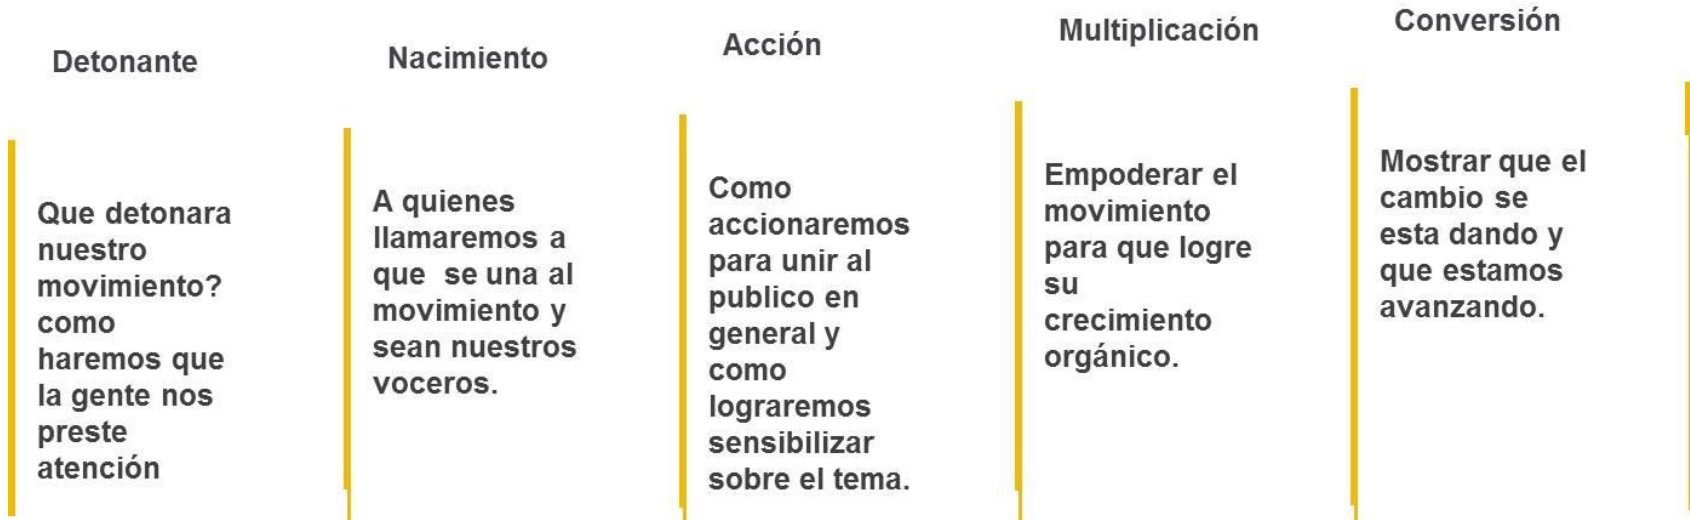 Detonante
Que detonara
nuestro
movimiento?
como
haremos que
la gente nos
preste
atención
Nacimiento
A quienes
llamaremos a
que se una al
movimiento y
sean nuestros
voceros.
Acción
Como
accionaremos
para unir al
publico en
general y
como
lograremos
sensibilizar
sobre el tema.
Multiplicación
Empoderar el
movimiento
para que logre
su
crecimiento
orgánico.
Conversión
Mostrar que el
cambio se
esta dando y
que estamos
avanzando.